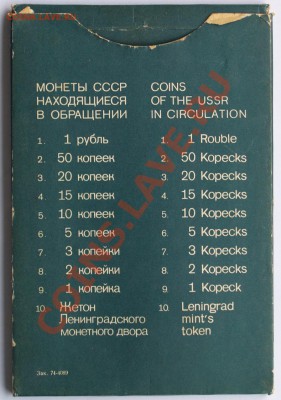 МОНЕТЫ СССР
НАХОДЯЩИЕСЯ
В ОБРАЩЕНИИ
1. 1 рубль
2. 50 копеек
3. 20 копеек
4. 15 копеек
5. 10 копеек
6. 5 копеек
7. 3 копейки
8. 2 копейки
9. 1 копейка
10. Жетон
Ленинградского
монетного двора
COINS
OF THE USSR
IN CIRCULATION
1. 1 Rouble
2. 50 Kopecks
3. 20 Kopecks
4. 15 Kopecks
5. 10 Kopecks
6. 5 Kopecks
7. 3 Kopecks
8. 2 Kopecks
9. 1 Kopeck
10. Leningrad
mint's
token
Зак.
COINS.LAVE.RU